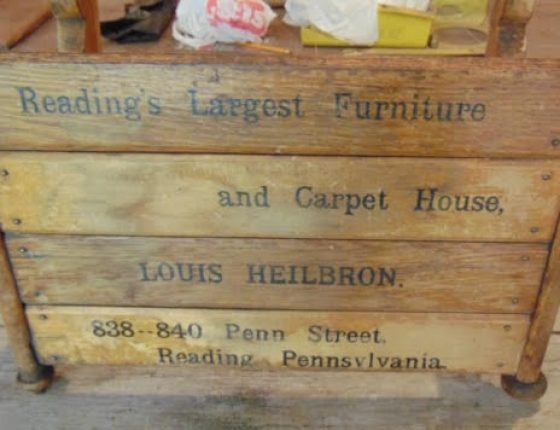 Reading's Largest Furniture
and Carpet House,
LOUIS HEILBRON.
838--840 Penn Street.
Reading Pennsylvania.